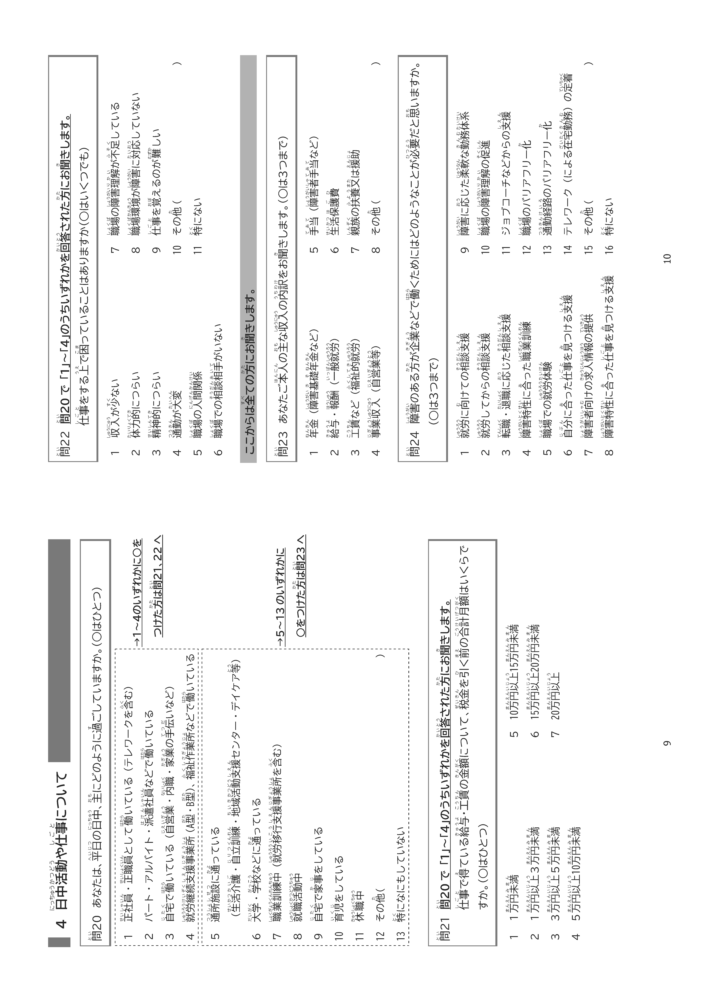 4 日中活動や仕事について
問20 あなたは、平日の日中、主にどのように過ごしていますか。(○はひとつ)
1 正社員・正職員として働いている（テレワークを含む）
2 パート・アルバイト・派遣社員などで働いている
3 自宅で働いている（自営業・内職・家業の手伝いなど）
4 就労継続支援事業所（A型・B型）、福祉作業所などで働いている
→1～4のいずれかに○を
つけた方は問21、22 へ
5 通所施設に通っている
（生活介護・自立訓練・地域活動支援センター・デイケア等）
6 大学・学校などに通っている
7 職業訓練中（就労移行支援事業所を含む）
8 就職活動中
9 自宅で家事をしている
10 育児をしている
11 休職中
12 その他（ ）
13 特になにもしていない
→5～13 のいずれかに
○をつけた方は問23 へ
問21 問20 で「1」～「4」のうちいずれかを回答された方にお聞きします。
仕事で得ている給与・工賃の金額について、税金を引く前の合計月額はいくらで
すか。(○はひとつ)
1 １万円未満
2 １万円以上３万円未満
3 ３万円以上５万円未満
4 ５万円以上10万円未満
5 10万円以上15万円未満
6 15万円以上20万円未満
7 20万円以上
9
問22 問20 で「1」～「4」のうちいずれかを回答された方にお聞きします。
仕事をする上で困っていることはありますか(○はいくつでも)
1 収入が少ない
2 体力的につらい
3 精神的につらい
4 通勤が大変
5 職場の人間関係
6 職場での相談相手がいない
7 職場の障害理解が不足している
8 職場環境が障害に対応していない
9 仕事を覚えるのが難しい
10 その他（ ）
11 特にない
ここからは全ての方にお聞きします。
問23 あなたご本人の主な収入の内訳をお聞きします。(○は3つまで)
1 年金（障害基礎年金など）
2 給与・報酬（一般就労）
3 工賃など（福祉的就労）
4 事業収入（自営業等）
5 手当（障害者手当など）
6 生活保護費
7 親族の扶養又は援助
8 その他（ ）
問24 障害のある方が企業などで働くためにはどのようなことが必要だと思いますか。
(○は3つまで)
1 就労に向けての相談支援
2 就労してからの相談支援
3 転職・退職に応じた相談支援
4 障害特性に合った職業訓練
5 職場での就労体験
6 自分に合った仕事を見つける支援
7 障害者向けの求人情報の提供
8 障害特性に合った仕事を見つける支援
9 障害に応じた柔軟な勤務体系
10 職場の障害理解の促進
11 ジョブコーチなどからの支援
12 職場のバリアフリー化
13 通勤経路のバリアフリー化
14 テレワーク（による在宅勤務）の定着
15 その他（ ）
16 特にない
10